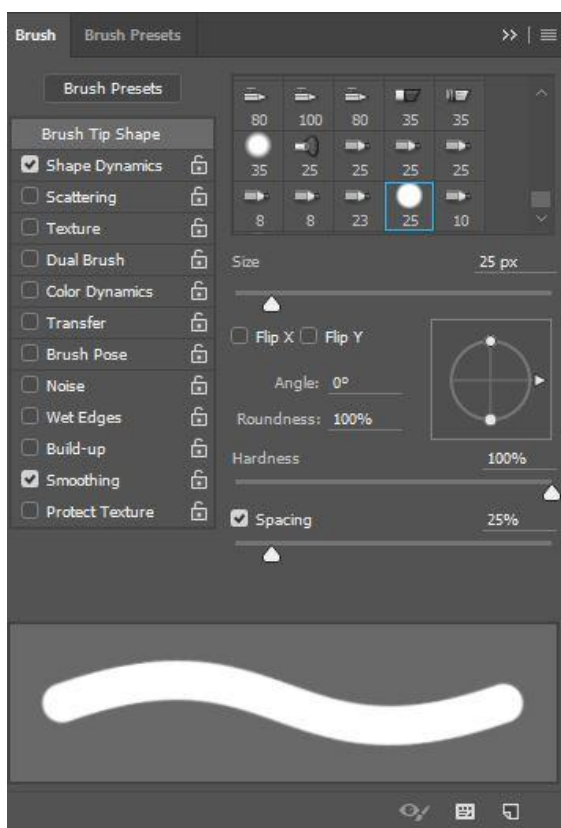 Brush Brush Presets
Brush Presets
80 100 80 35 35
35 25 25 25 25
8 8 23 25 10
Brush Tip Shape
Shape Dynamics
Scattering
Texture
Dual Brush
Color Dynamics
Transfer
Brush Pose
Noise
Wet Edges
Build-up
Smoothing
Protect Texture
Size 25 px
Flip X Flip Y
Angle: 0º
Roundness: 100%
Hardness 100%
Spacing 25%